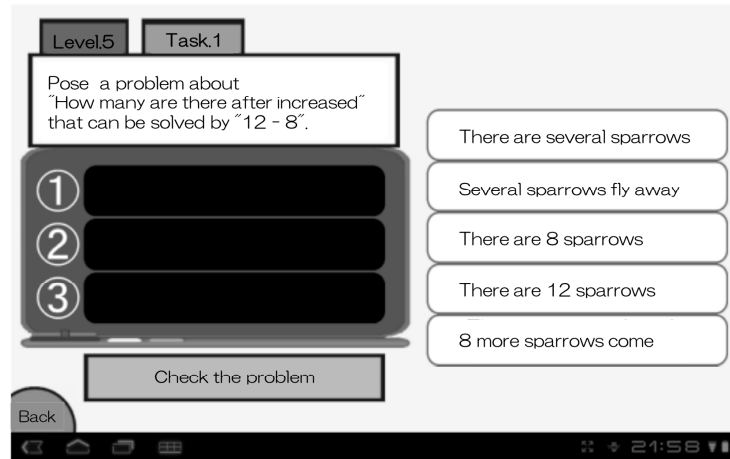 Level.5
Task.1
Pose a problem about
"How many are there after increased"
that can be solved by "12 - 8".
There are several sparrows
Several sparrows fly away
There are 8 sparrows
There are 12 sparrows
8 more sparrows come
①
②
③
Check the problem
Back
21:58